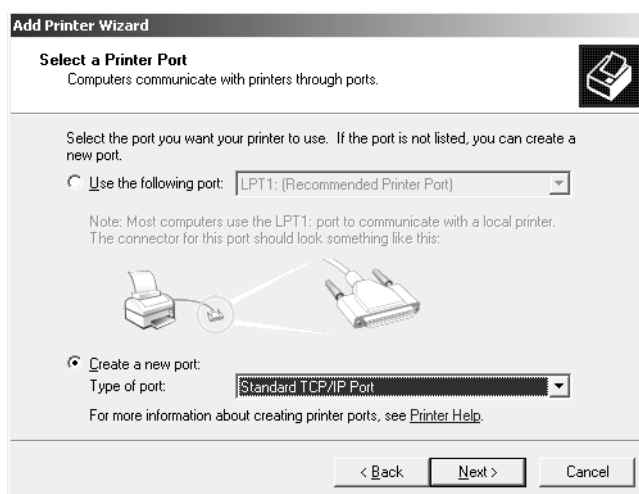 Add Printer Wizard
Select a Printer Port
Computers communicate with printers through ports.
Select the port you want your printer to use. If the port is not listed, you can create a
new port.
Use the following port: LPT1: (Recommended Printer Port)
Note: Most computers use the LPT1: port to communicate with a local printer.
The connector for this port should look something like this:
Create a new port:
Type of port: Standard TCP/IP Port
For more information about creating printer ports, see Printer Help.
< Back Next > Cancel